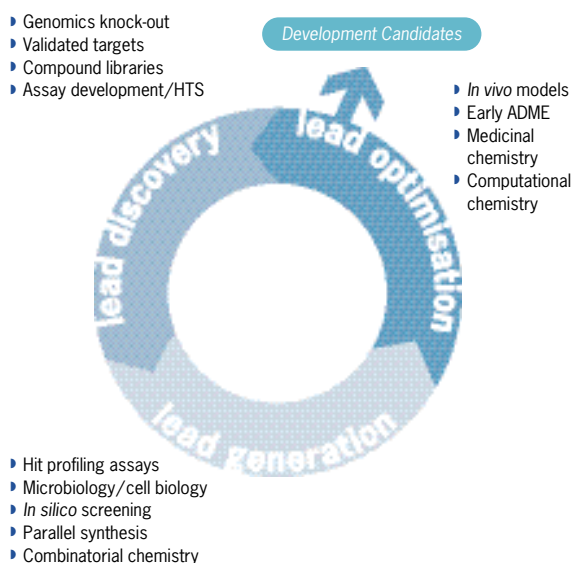 Genomics knock-out
Validated targets
Compound libraries
Assay development/HTS
Development Candidates
In vivo models
Early ADME
Medicinal
chemistry
Computational
chemistry
lead discovery
lead optimisation
lead generation
Hit profiling assays
Microbiology/cell biology
In silico screening
Parallel synthesis
Combinatorial chemistry